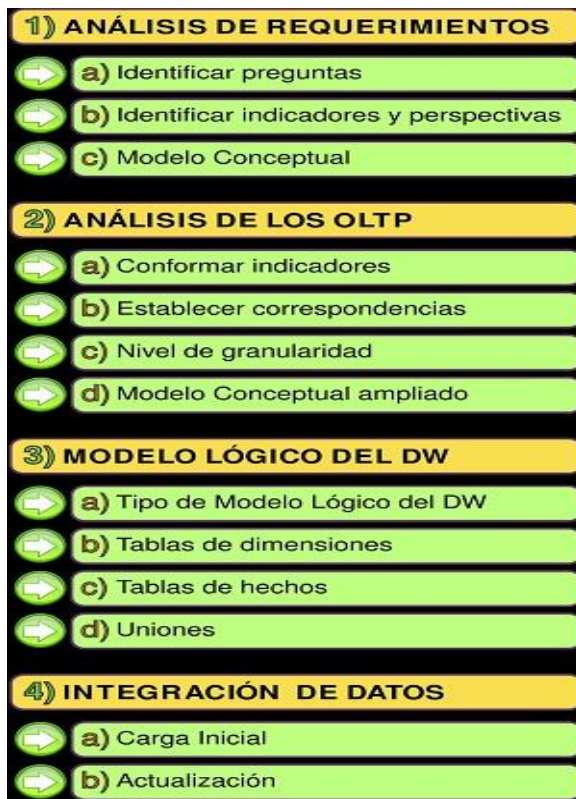 1) ANÁLISIS DE REQUERIMIENTOS
a) Identificar preguntas
b) Identificar indicadores y perspectivas
c) Modelo Conceptual
2) ANÁLISIS DE LOS OLTP
a) Conformar indicadores
b) Establecer correspondencias
c) Nivel de granularidad
d) Modelo Conceptual ampliado
3) MODELO LÓGICO DEL DW
a) Tipo de Modelo Lógico del DW
b) Tablas de dimensiones
c) Tablas de hechos
d) Uniones
4) INTEGRACIÓN DE DATOS
a) Carga Inicial
b) Actualización